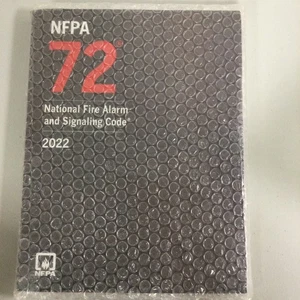 NFPA
72
National Fire Alarm
and Signaling Code®
2022
NFPA